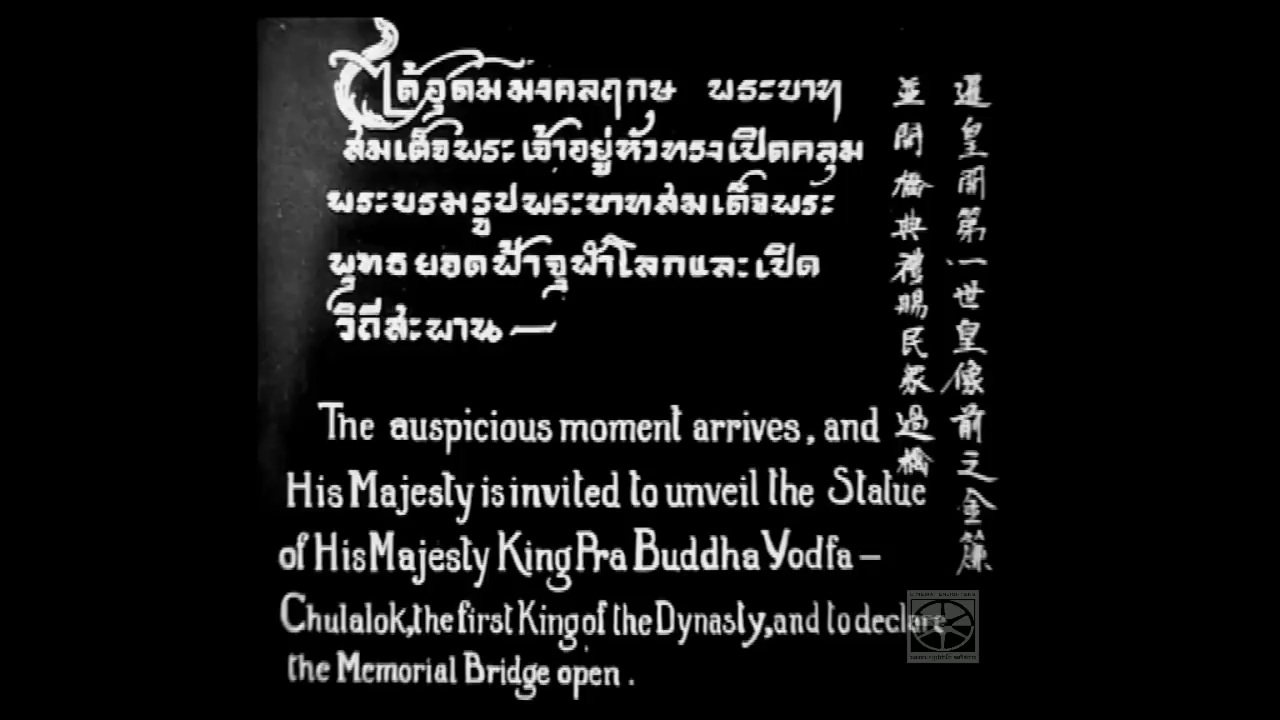 ได้อุดมมงคลฤกษ พระบาท
สมเด็จพระเจ้าอยู่หัวทรงเปิดคลุม
พระบรมรูปพระบาทสมเด็จพระ
พุทธยอดฟ้าจุฬาโลกและเปิด
วิถีสะพาน—
暹皇開第一世皇像前之金簾
並開橋典禮賜民衆過橋
The auspicious moment arrives, and
His Majesty is invited to unveil the Statue
of His Majesty King Pra Buddha Yodfa –
Chulalok, the first King of the Dynasty, and to declare
the Memorial Bridge open.